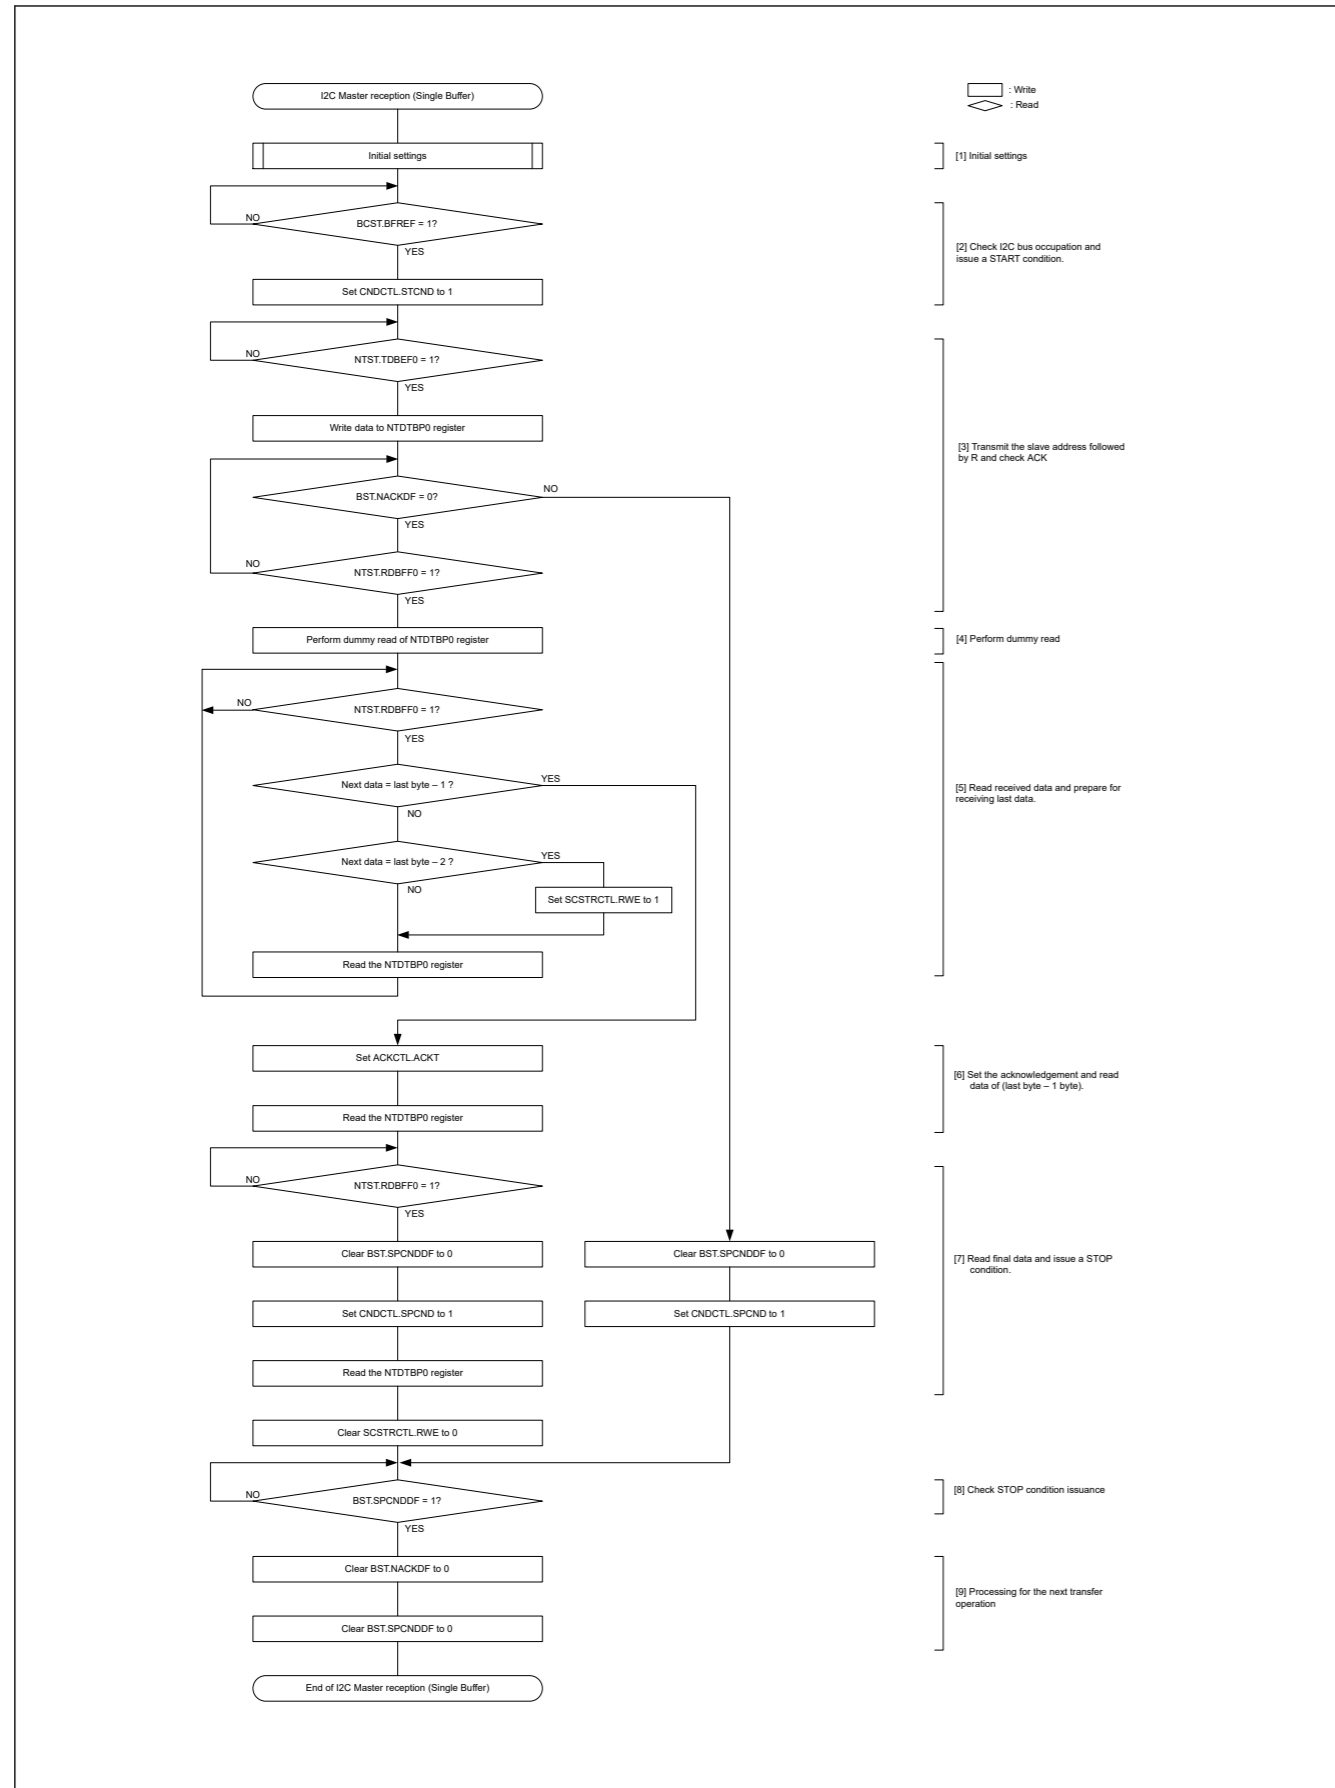 I2C Master reception (Single Buffer)
: Write
: Read
Initial settings
[1] Initial settings
NO
BCST.BFREF = 1?
YES
[2] Check I2C bus occupation and
issue a START condition.
Set CNDCTL.STCND to 1
NO
NTST.TDBEF0 = 1?
YES
Write data to NTDTBP0 register
[3] Transmit the slave address followed
by R and check ACK
BST.NACKDF = 0?
NO
YES
NO
NTST.RDBFF0 = 1?
YES
Perform dummy read of NTDTBP0 register
[4] Perform dummy read
NO
NTST.RDBFF0 = 1?
YES
Next data = last byte – 1 ?
YES
NO
[5] Read received data and prepare for
receiving last data.
Next data = last byte – 2 ?
YES
NO
Set SCSTRCTL.RWE to 1
Read the NTDTBP0 register
Set ACKCTL.ACKT
[6] Set the acknowledgement and read
data of (last byte – 1 byte).
Read the NTDTBP0 register
NO
NTST.RDBFF0 = 1?
YES
Clear BST.SPCNDDF to 0
Clear BST.SPCNDDF to 0
[7] Read final data and issue a STOP
condition.
Set CNDCTL.SPCND to 1
Set CNDCTL.SPCND to 1
Read the NTDTBP0 register
Clear SCSTRCTL.RWE to 0
NO
BST.SPCNDDF = 1?
YES
[8] Check STOP condition issuance
Clear BST.NACKDF to 0
[9] Processing for the next transfer
operation
Clear BST.SPCNDDF to 0
End of I2C Master reception (Single Buffer)